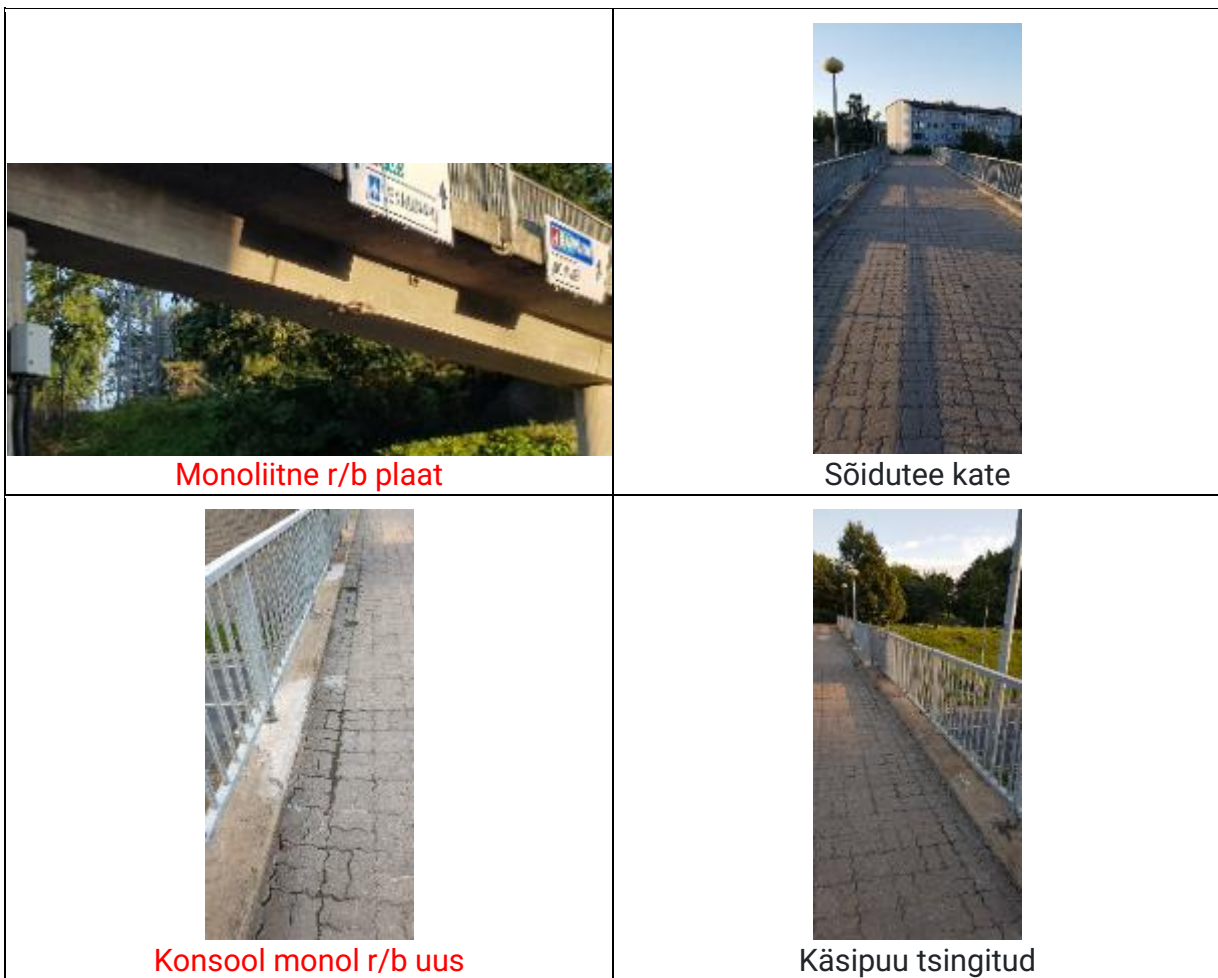 Monoliitne r/b plaat
Sõidutee kate
Konsool monol r/b uus
Käsipuu tsingitud